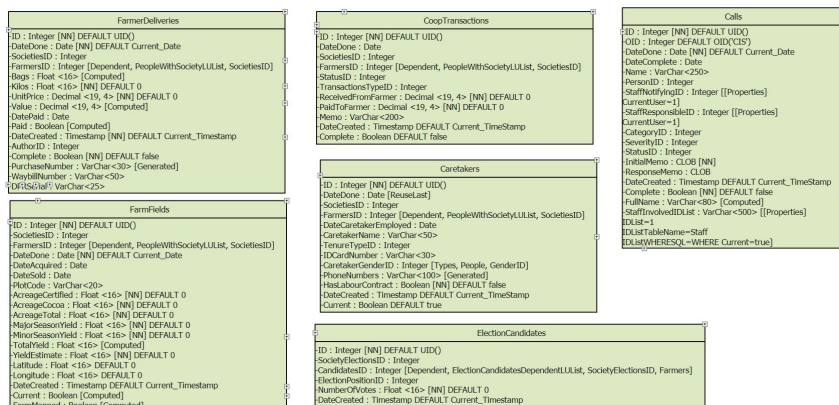 FarmerDeliveries
-ID : Integer [NN] DEFAULT UID()
-DateDone : Date [NN] DEFAULT Current_Date
-SocietiesID : Integer
-FarmersID : Integer [Dependent, PeopleWithSocietyLUList, SocietiesID]
-Bags : Float <16> [Computed]
-Kilos : Float <16> [NN] DEFAULT 0
-UnitPrice : Decimal <19, 4> [NN] DEFAULT 0
-Value : Decimal <19, 4> [Computed]
-DatePaid : Date
-Paid : Boolean [Computed]
-DateCreated : Timestamp [NN] DEFAULT Current_Timestamp
-AuthorID : Integer
-Complete : Boolean [NN] DEFAULT false
-PurchaseNumber : VarChar<30> [Generated]
-WaybillNumber : VarChar<50>
VarChar<25>
FarmFields
-ID : Integer [NN] DEFAULT UID()
-SocietiesID : Integer
-FarmersID : Integer [Dependent, PeopleWithSocietyLUList, SocietiesID]
-DateDone : Date [NN] DEFAULT Current_Date
-DateAcquired : Date
-DateSold : Date
-PlotCode : VarChar<20>
-AcreageCertified : Float <16> [NN] DEFAULT 0
-AcreageCocoa : Float <16> [NN] DEFAULT 0
-AcreageTotal : Float <16> [NN] DEFAULT 0
-MajorSeasonYield : Float <16> [NN] DEFAULT 0
-MinorSeasonYield : Float <16> [NN] DEFAULT 0
-TotalYield : Float <16> [Computed]
-YieldEstimate : Float <16> [NN] DEFAULT 0
-Latitude : Float <16> DEFAULT 0
-Longitude : Float <16> DEFAULT 0
-DateCreated : Timestamp DEFAULT Current_Timestamp
-Current : Boolean [Computed]
-FarmMapped : Boolean [Computed]
CoopTransactions
-ID : Integer [NN] DEFAULT UID()
-DateDone : Date
-SocietiesID : Integer
-FarmersID : Integer [Dependent, PeopleWithSocietyLUList, SocietiesID]
-StatusID : Integer
-TransactionsTypeID : Integer
-ReceivedFromFarmer : Decimal <19, 4> [NN] DEFAULT 0
-PaidToFarmer : Decimal <19, 4> [NN] DEFAULT 0
-Memo : VarChar<200>
-DateCreated : Timestamp DEFAULT Current_TimeStamp
-Complete : Boolean DEFAULT false
Caretakers
-ID : Integer [NN] DEFAULT UID()
-DateDone : Date [ReuseLast]
-SocietiesID : Integer
-FarmersID : Integer [Dependent, PeopleWithSocietyLUList, SocietiesID]
-DateCaretakerEmployed : Date
-CaretakerName : VarChar<50>
-TenureTypeID : Integer
-IDCardNumber : VarChar<30>
-CaretakerGenderID : Integer [Types, People, GenderID]
-PhoneNumbers : VarChar<100> [Generated]
-HasLabourContract : Boolean [NN] DEFAULT false
-DateCreated : Timestamp DEFAULT Current_TimeStamp
-Current : Boolean DEFAULT true
ElectionCandidates
-ID : Integer [NN] DEFAULT UID()
-SocietyElectionsID : Integer
-CandidatesID : Integer [Dependent, ElectionCandidatesDependentLUList, SocietyElectionsID, Farmers]
-ElectionPositionID : Integer
-NumberOfVotes : Float <16> [NN] DEFAULT 0
-DateCreated : Timestamp DEFAULT Current_Timestamp
Calls
-ID : Integer [NN] DEFAULT UID()
-OID : Integer DEFAULT OID('CIS')
-DateDone : Date [NN] DEFAULT Current_Date
-DateComplete : Date
-Name : VarChar<250>
-PersonID : Integer
-StaffNotifyingID : Integer [[Properties]
CurrentUser=1]
-StaffResponsibleID : Integer [[Properties]
CurrentUser=1]
-CategoryID : Integer
-SeverityID : Integer
-StatusID : Integer
-InitialMemo : CLOB [NN]
-ResponseMemo : CLOB
-DateCreated : Timestamp DEFAULT Current_TimeStamp
-Complete : Boolean [NN] DEFAULT false
-FullName : VarChar<80> [Computed]
-StaffInvolvedIDList : VarChar<500> [[Properties]
IDList=1
IDListTableName=Staff
IDListWHERESQL=WHERE Current=true]